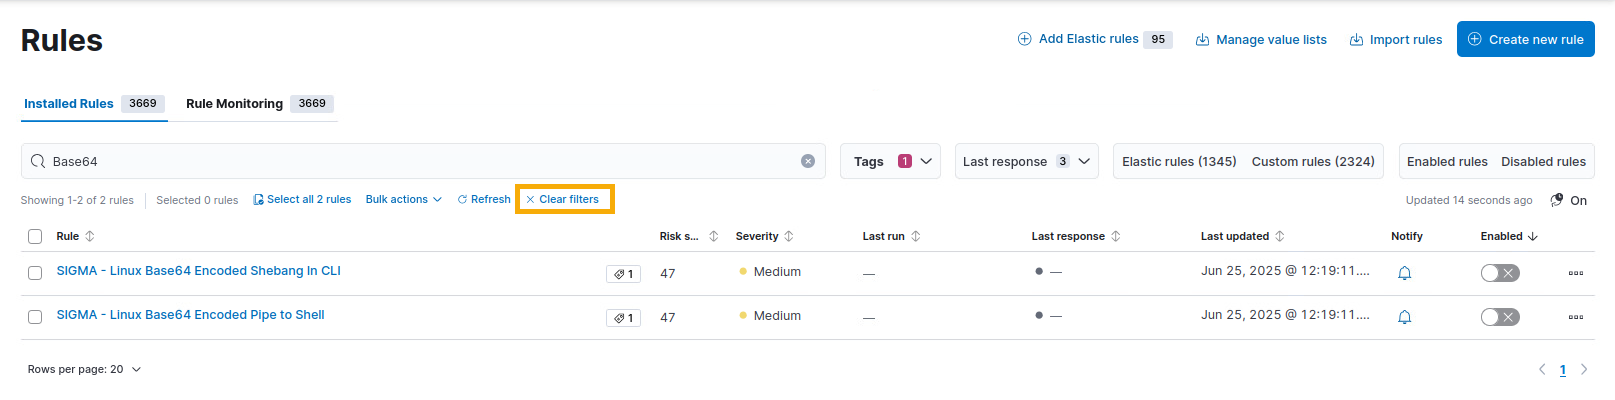 Rules
Add Elastic rules 95 Manage value lists Import rules Create new rule
Installed Rules 3669 Rule Monitoring 3669
Base64 Tags 1 Last response 3 Elastic rules (1345) Custom rules (2324) Enabled rules Disabled rules
Showing 1-2 of 2 rules Selected 0 rules Select all 2 rules Bulk actions Refresh Clear filters Updated 14 seconds ago On
Rule Risk s... Severity Last run Last response Last updated Notify Enabled
SIGMA - Linux Base64 Encoded Shebang In CLI 1 47 Medium — — Jun 25, 2025 @ 12:19:11....
SIGMA - Linux Base64 Encoded Pipe to Shell 1 47 Medium — — Jun 25, 2025 @ 12:19:11....
Rows per page: 20 1